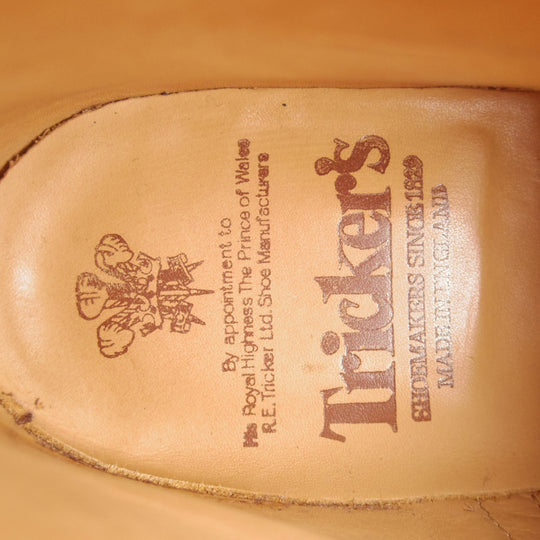 By appointment to
His Royal Highness The Prince of Wales
R.E. Tricker Ltd. Shoe Manufacturers
Tricker's
SHOEMAKERS SINCE 1829
MADE IN ENGLAND